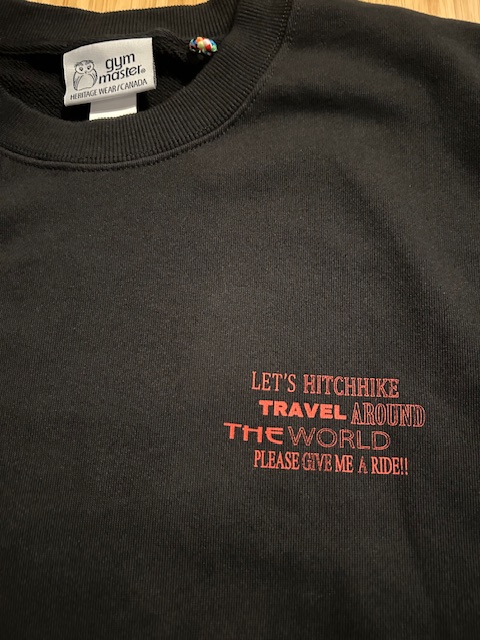 gym
master®
HERITAGE WEAR/CANADA
LET'S HITCHHIKE
TRAVEL AROUND
THE WORLD
PLEASE GIVE ME A RIDE!!